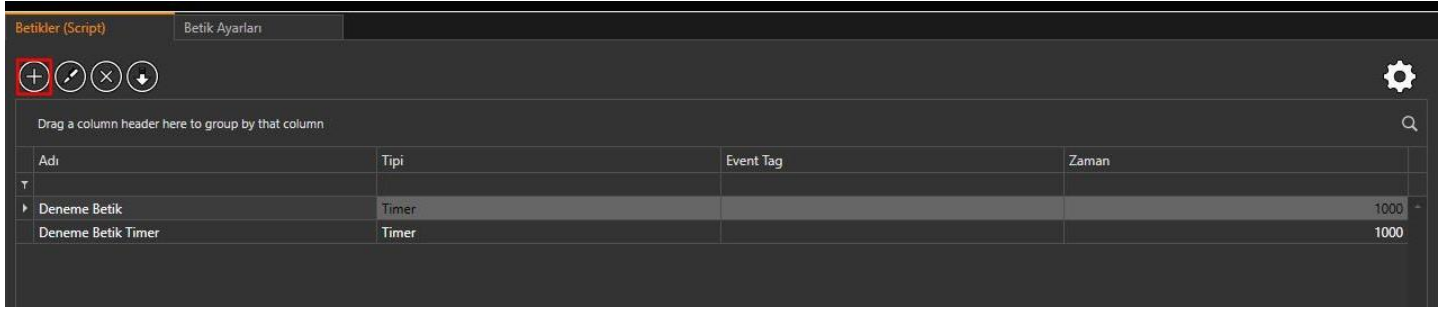 Betikler (Script) Betik Ayarları
Drag a column header here to group by that column
Adı Tipi Event Tag Zaman
Deneme Betik Timer 1000
Deneme Betik Timer Timer 1000